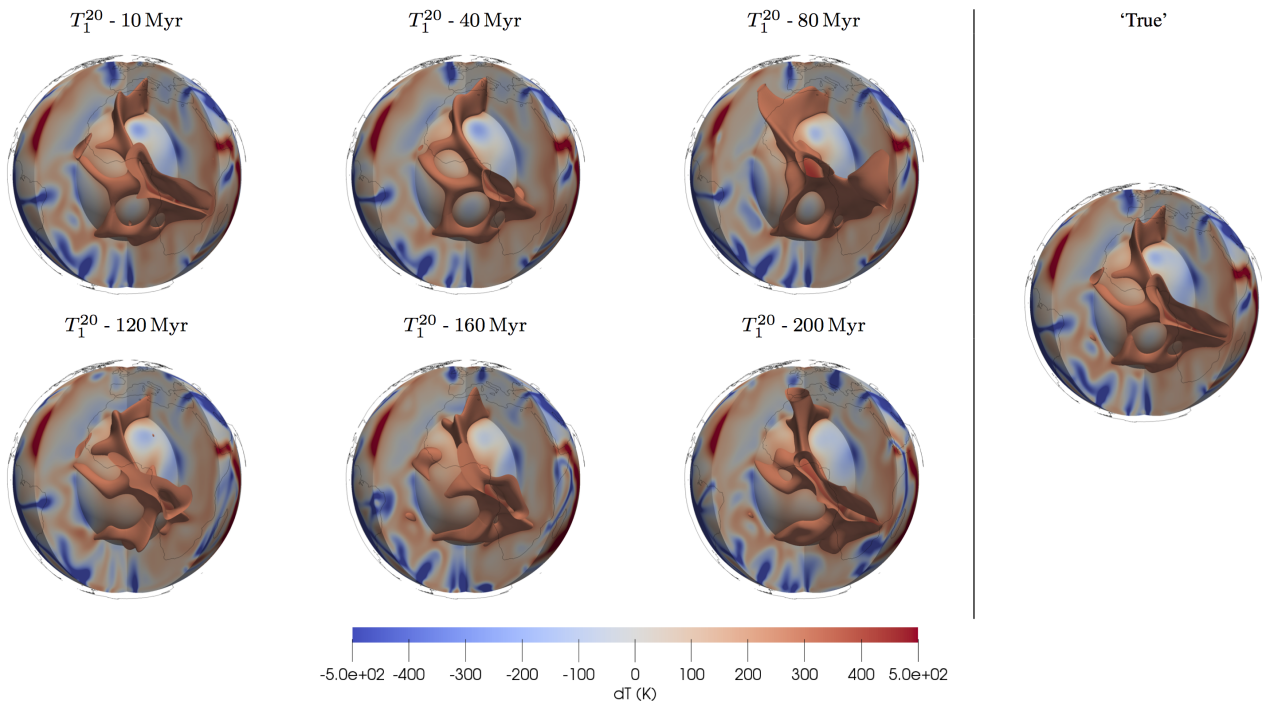 T₁²⁰ - 10 Myr
T₁²⁰ - 40 Myr
T₁²⁰ - 80 Myr
‘True’
T₁²⁰ - 120 Myr
T₁²⁰ - 160 Myr
T₁²⁰ - 200 Myr
-5.0e+02 -400 -300 -200 -100 0 100 200 300 400 5.0e+02
dT (K)